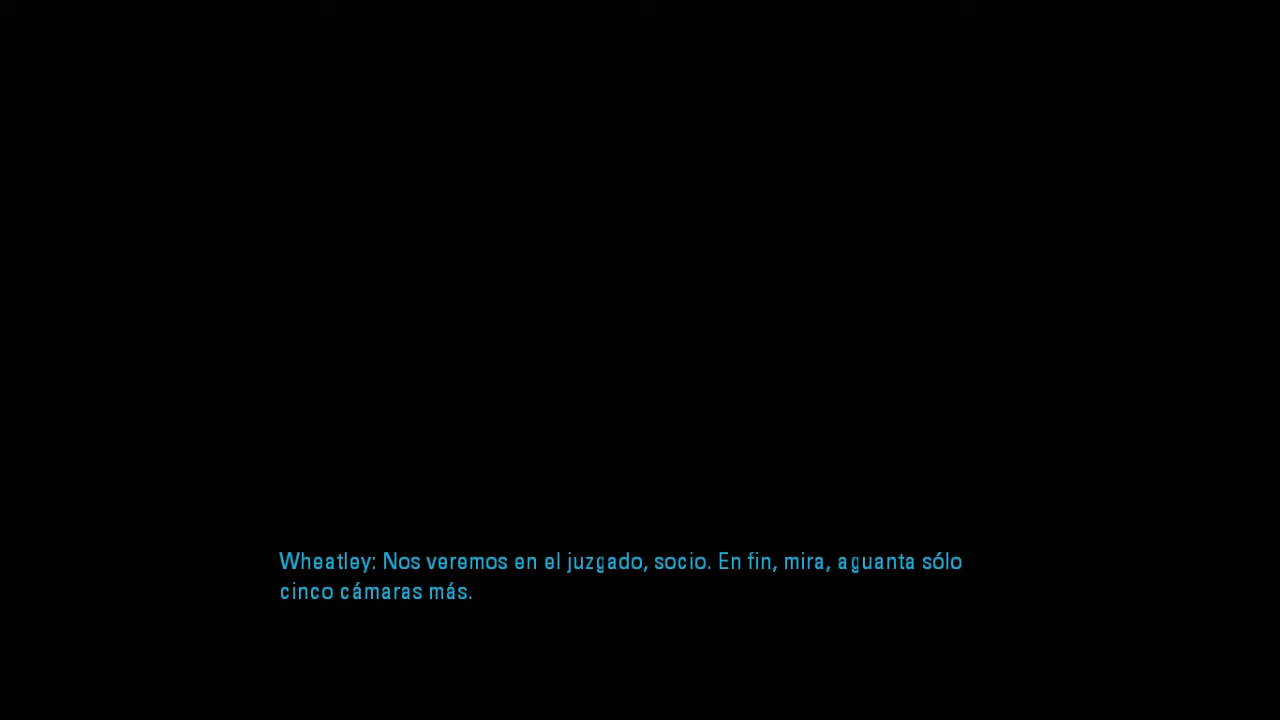 Wheatley: Nos veremos en el juzgado, socio. En fin, mira, aguanta sólo
cinco cámaras más.